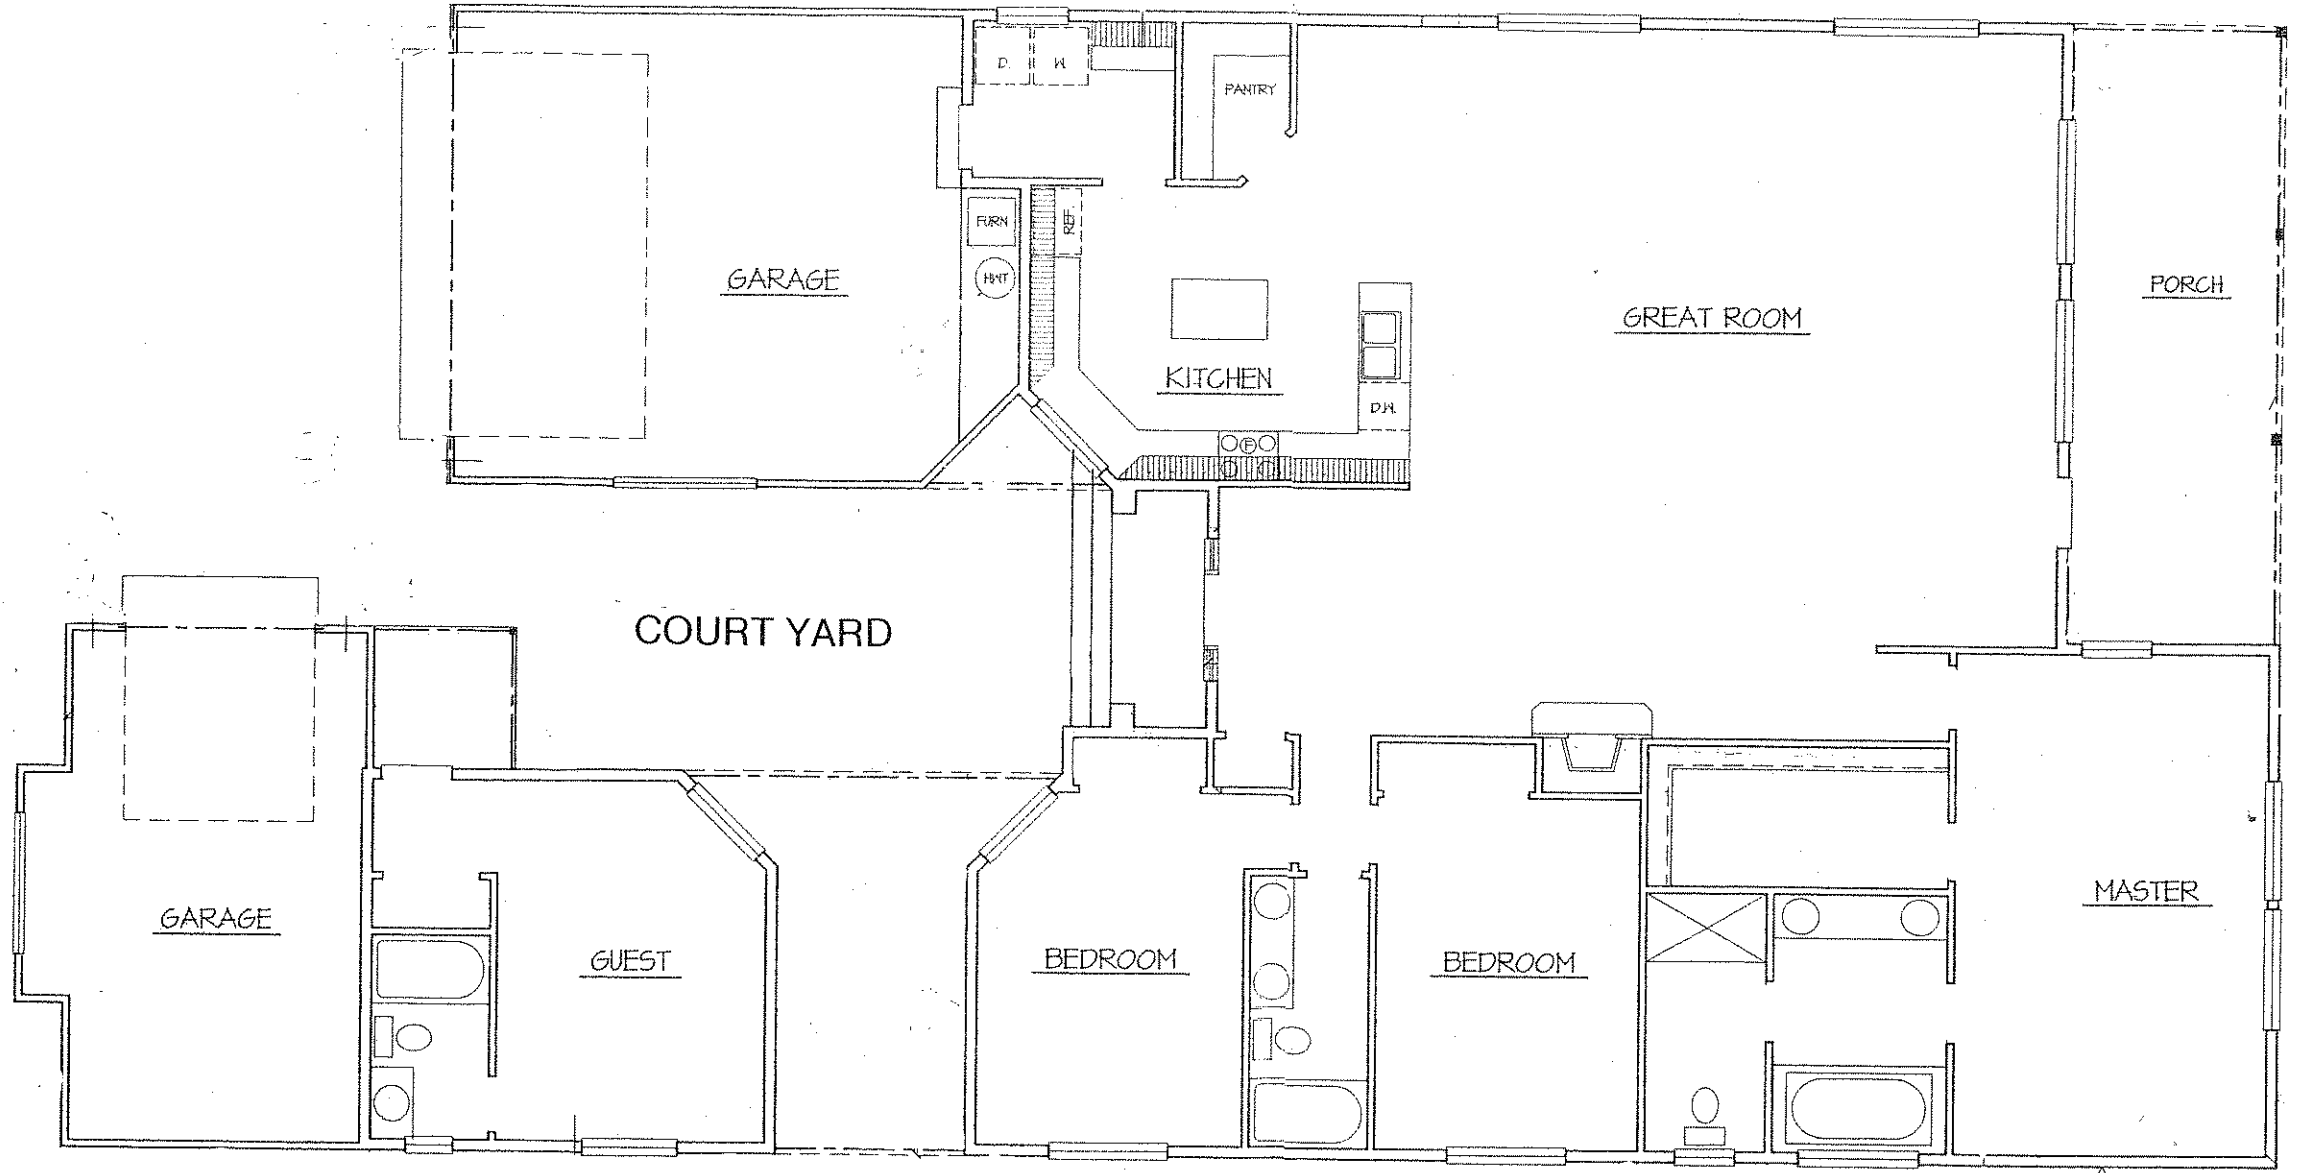 D.
W.
PANTRY
REF.
FURN
HWT
GARAGE
PORCH
GREAT ROOM
KITCHEN
D.W.
F
COURT YARD
MASTER
GARAGE
GUEST
BEDROOM
BEDROOM